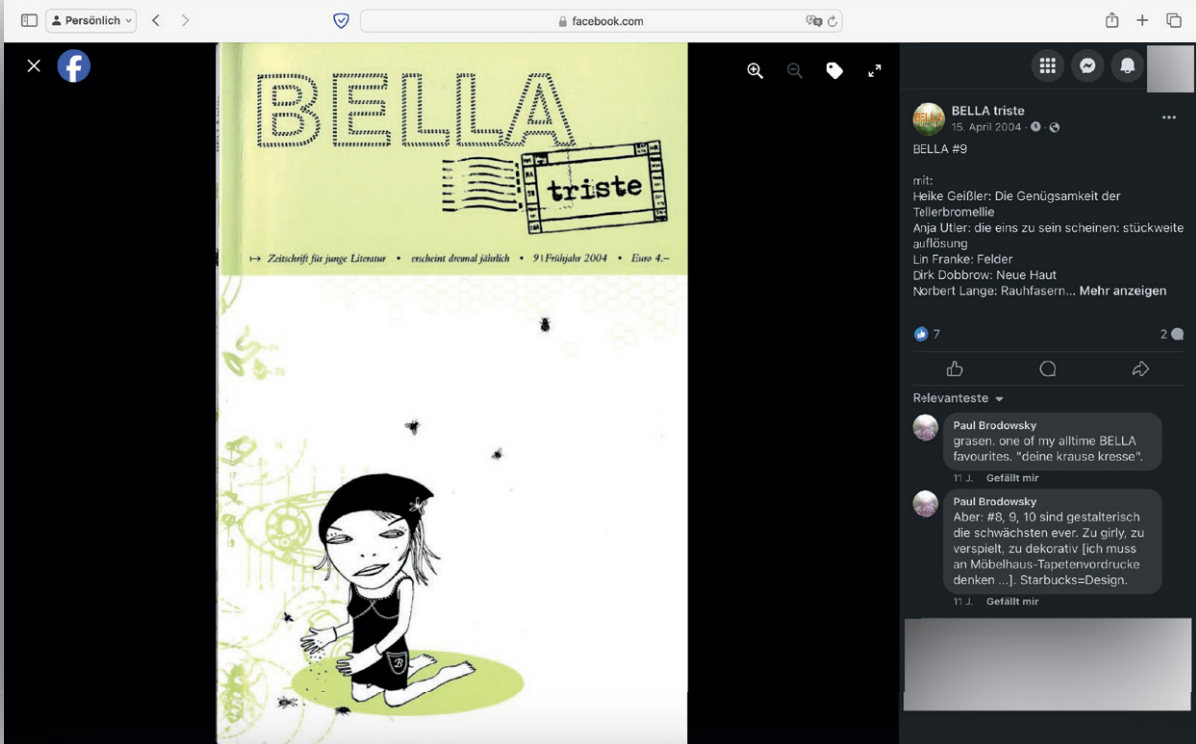 Persönlich
facebook.com
BELLA
triste
Zeitschrift für junge Literatur • erscheint dreimal jährlich • 9 | Frühjahr 2004 • Euro 4.–
B
BELLA triste
15. April 2004
BELLA #9
mit:
Heike Geißler: Die Genügsamkeit der
Tellerbromellie
Anja Utler: die eins zu sein scheinen: stückweite
auflösung
Lin Franke: Felder
Dirk Dobbrow: Neue Haut
Norbert Lange: Rauhfasern... Mehr anzeigen
7
2
Relevanteste
Paul Brodowsky
grasen. one of my alltime BELLA
favourites. "deine krause kresse".
11 J. Gefällt mir
Paul Brodowsky
Aber: #8, 9, 10 sind gestalterisch
die schwächsten ever. Zu girly, zu
verspielt, zu dekorativ [ich muss
an Möbelhaus-Tapetenvordrucke
denken ...]. Starbucks=Design.
11 J. Gefällt mir